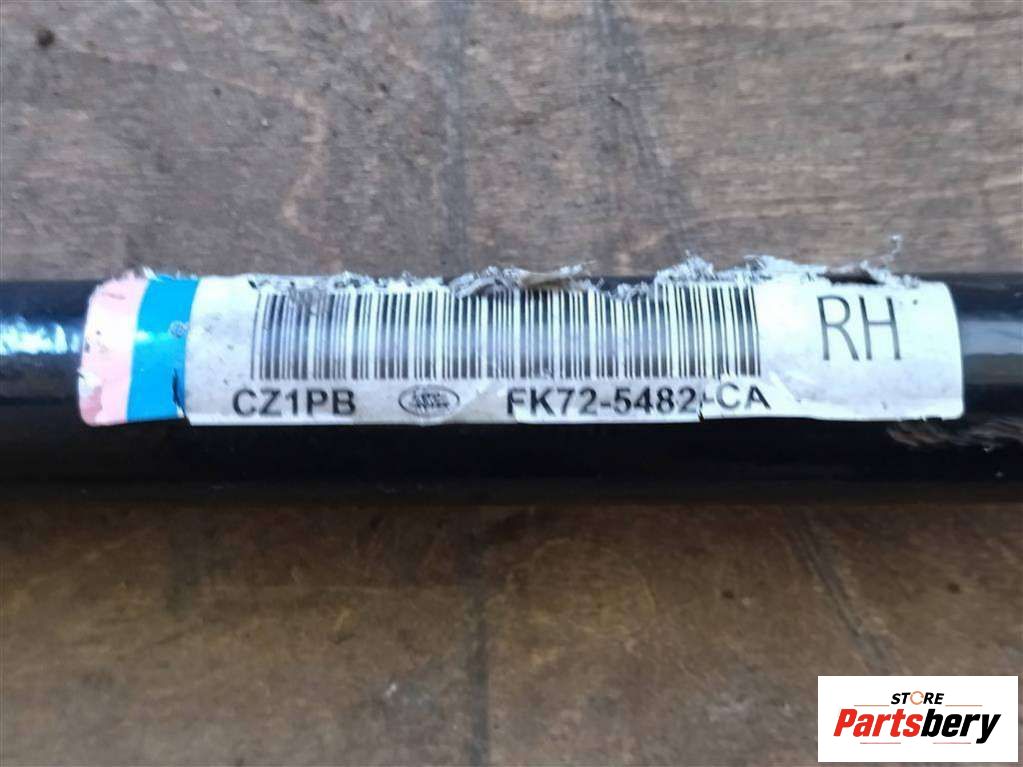 RH
CZ1PB FK72-5482-CA
STORE
Partsbery